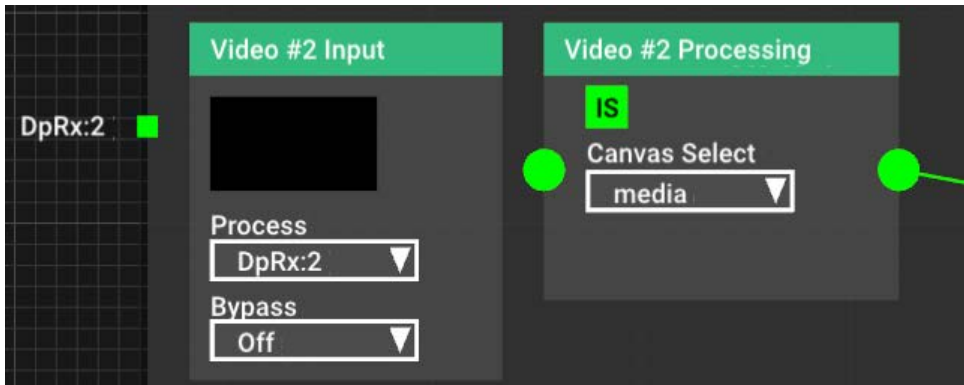 Video #2 Input
Video #2 Processing
DpRx:2
IS
Canvas Select
media
Process
DpRx:2
Bypass
Off